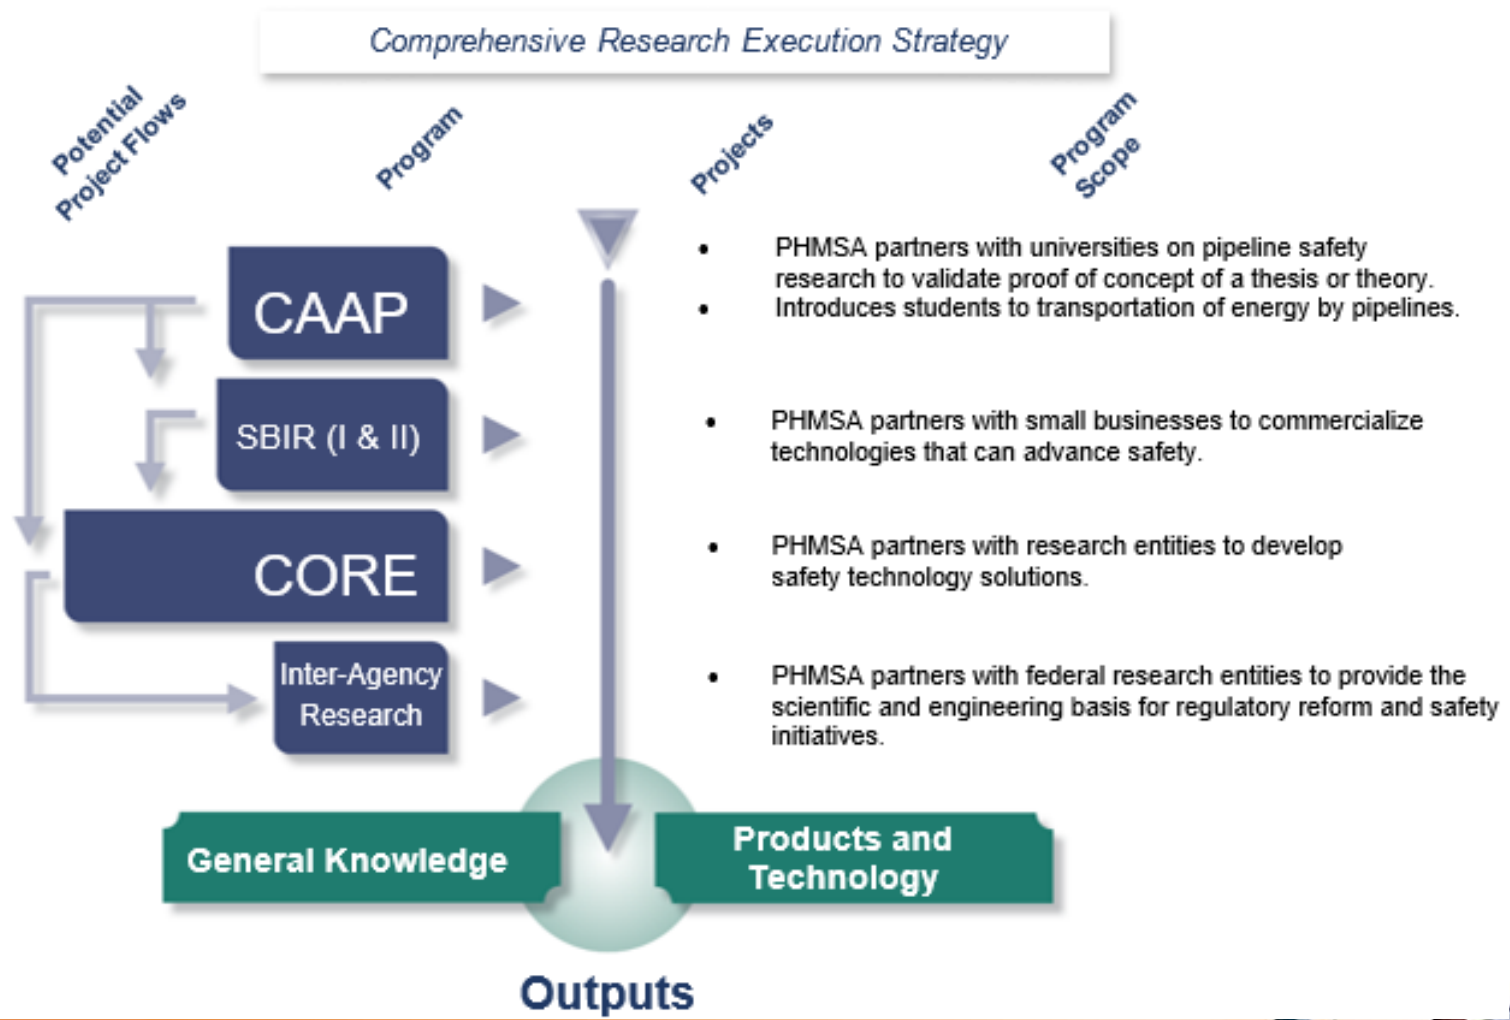 Comprehensive Research Execution Strategy
Potential
Project Flows
Program
Projects
Program
Scope
CAAP
• PHMSA partners with universities on pipeline safety
research to validate proof of concept of a thesis or theory.
• Introduces students to transportation of energy by pipelines.
SBIR (I & II)
• PHMSA partners with small businesses to commercialize
technologies that can advance safety.
CORE
• PHMSA partners with research entities to develop
safety technology solutions.
Inter-Agency
Research
• PHMSA partners with federal research entities to provide the
scientific and engineering basis for regulatory reform and safety
initiatives.
General Knowledge
Products and
Technology
Outputs